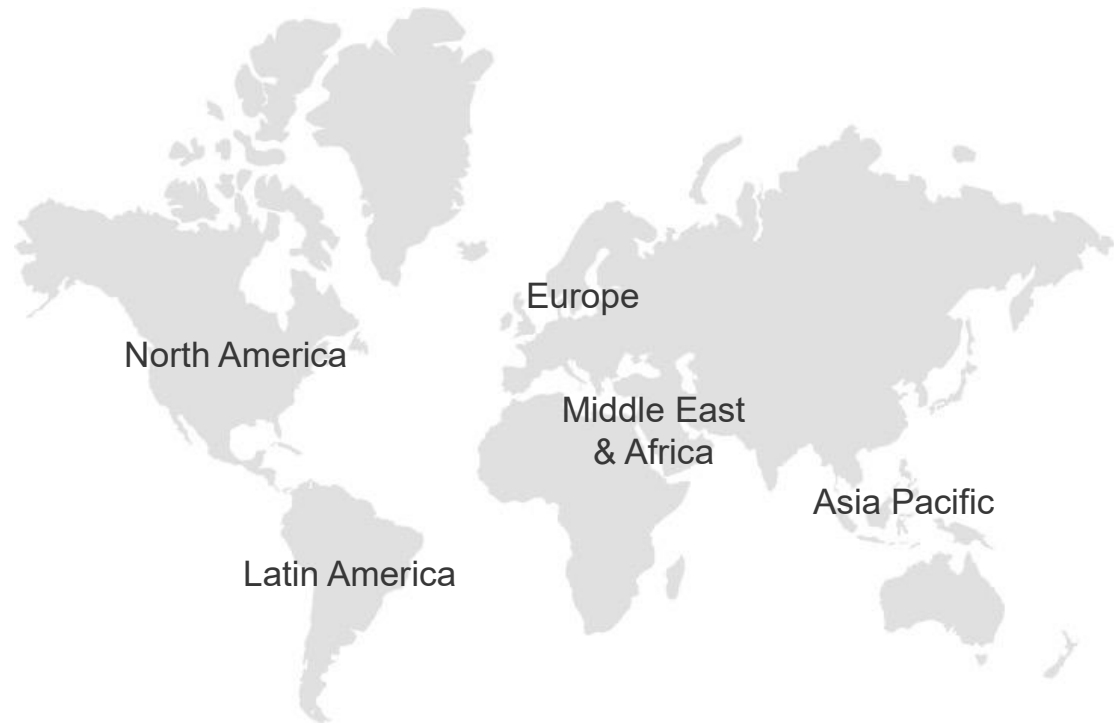 Europe
North America
Middle East
& Africa
Asia Pacific
Latin America